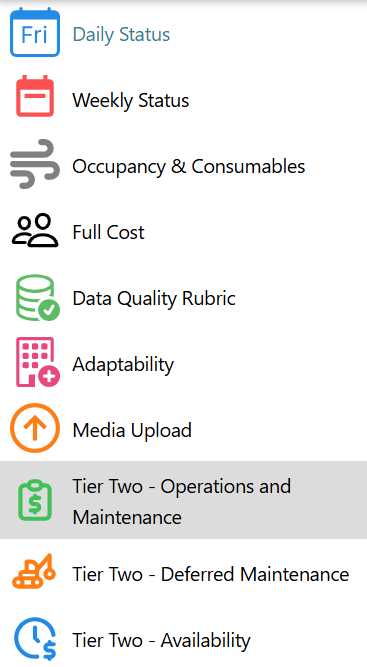 Fri
Daily Status
Weekly Status
Occupancy & Consumables
Full Cost
Data Quality Rubric
Adaptability
Media Upload
Tier Two - Operations and
Maintenance
$
Tier Two - Deferred Maintenance
Tier Two - Availability
$